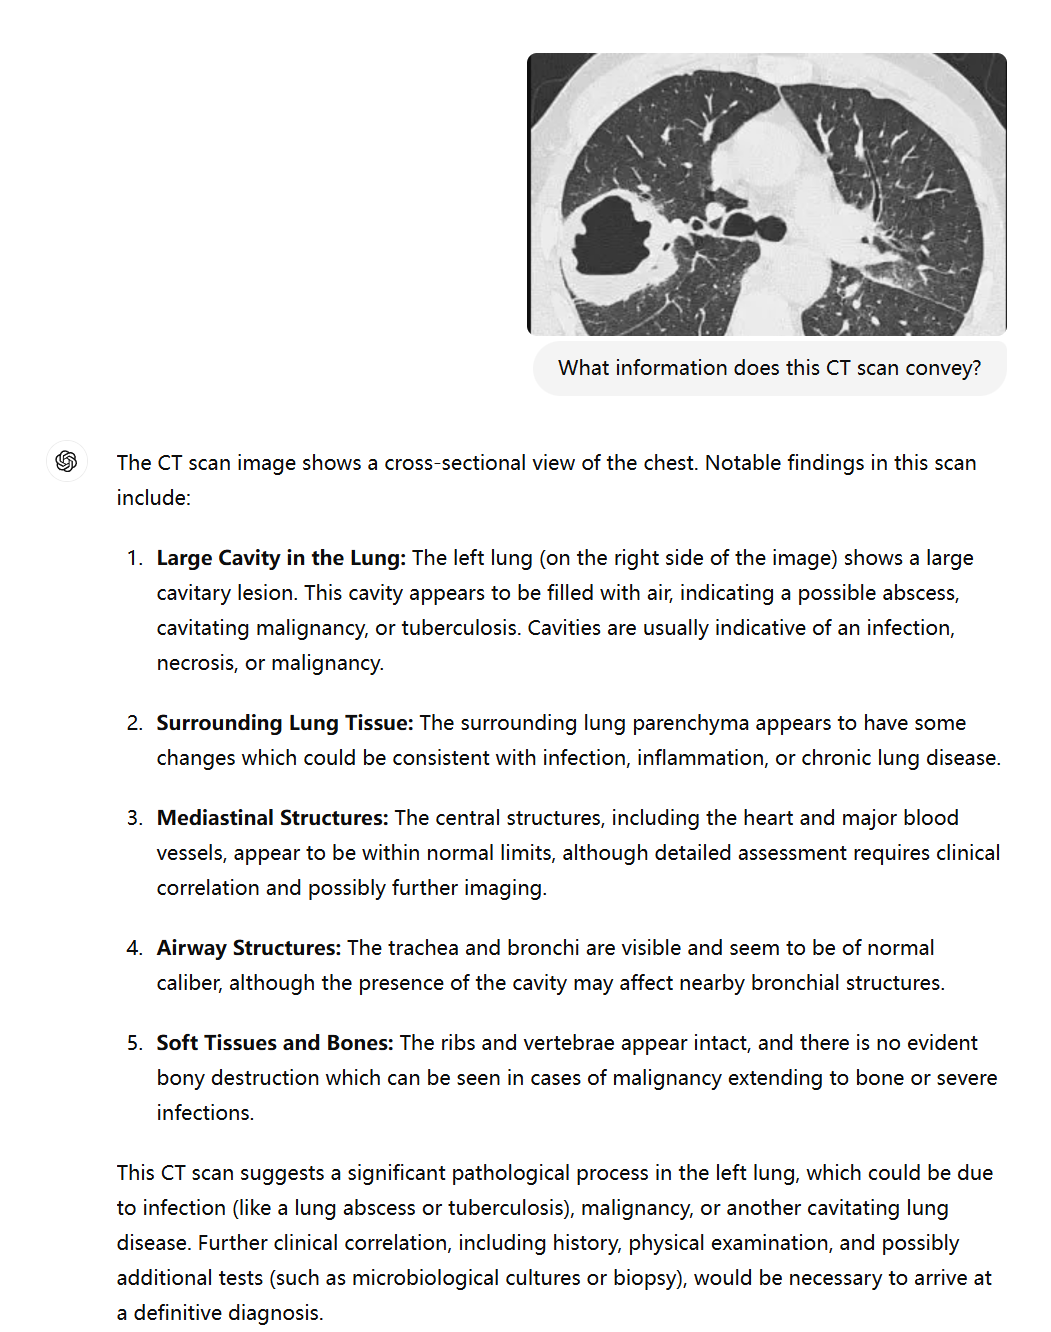 What information does this CT scan convey?
The CT scan image shows a cross-sectional view of the chest. Notable findings in this scan
include:
1. Large Cavity in the Lung: The left lung (on the right side of the image) shows a large
cavitary lesion. This cavity appears to be filled with air, indicating a possible abscess,
cavitating malignancy, or tuberculosis. Cavities are usually indicative of an infection,
necrosis, or malignancy.
2. Surrounding Lung Tissue: The surrounding lung parenchyma appears to have some
changes which could be consistent with infection, inflammation, or chronic lung disease.
3. Mediastinal Structures: The central structures, including the heart and major blood
vessels, appear to be within normal limits, although detailed assessment requires clinical
correlation and possibly further imaging.
4. Airway Structures: The trachea and bronchi are visible and seem to be of normal
caliber, although the presence of the cavity may affect nearby bronchial structures.
5. Soft Tissues and Bones: The ribs and vertebrae appear intact, and there is no evident
bony destruction which can be seen in cases of malignancy extending to bone or severe
infections.
This CT scan suggests a significant pathological process in the left lung, which could be due
to infection (like a lung abscess or tuberculosis), malignancy, or another cavitating lung
disease. Further clinical correlation, including history, physical examination, and possibly
additional tests (such as microbiological cultures or biopsy), would be necessary to arrive at
a definitive diagnosis.